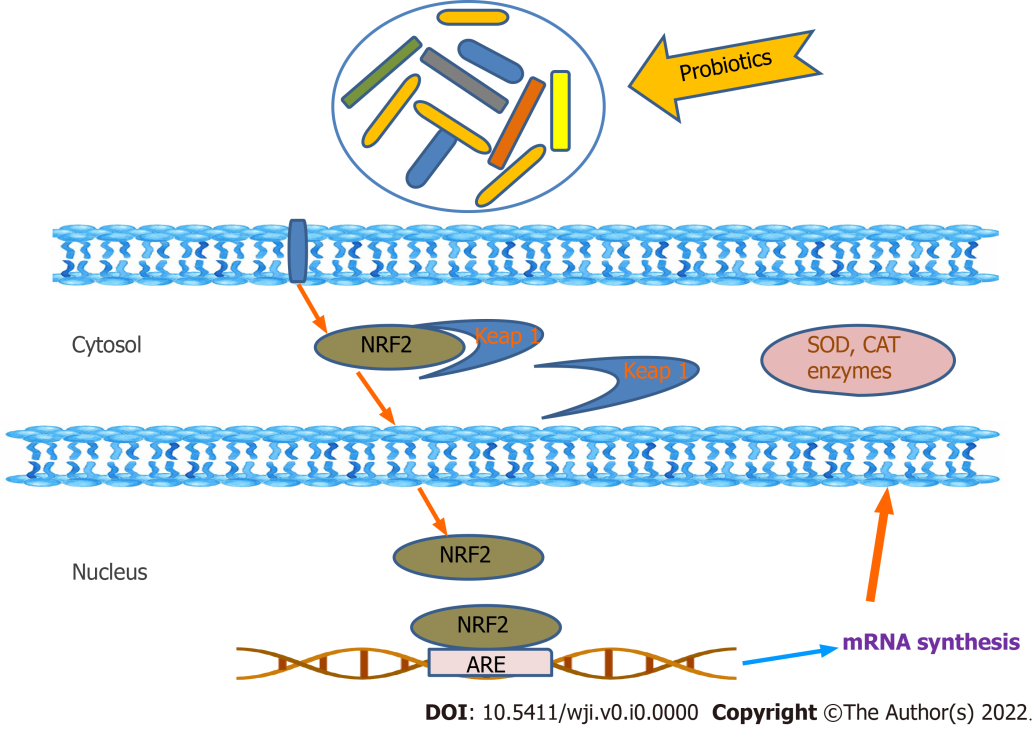 Probiotics
Cytosol
NRF2
Keap 1
Keap 1
SOD, CAT
enzymes
NRF2
Nucleus
NRF2
ARE
mRNA synthesis
DOI: 10.5411/wji.v0.i0.0000 Copyright ©The Author(s) 2022.